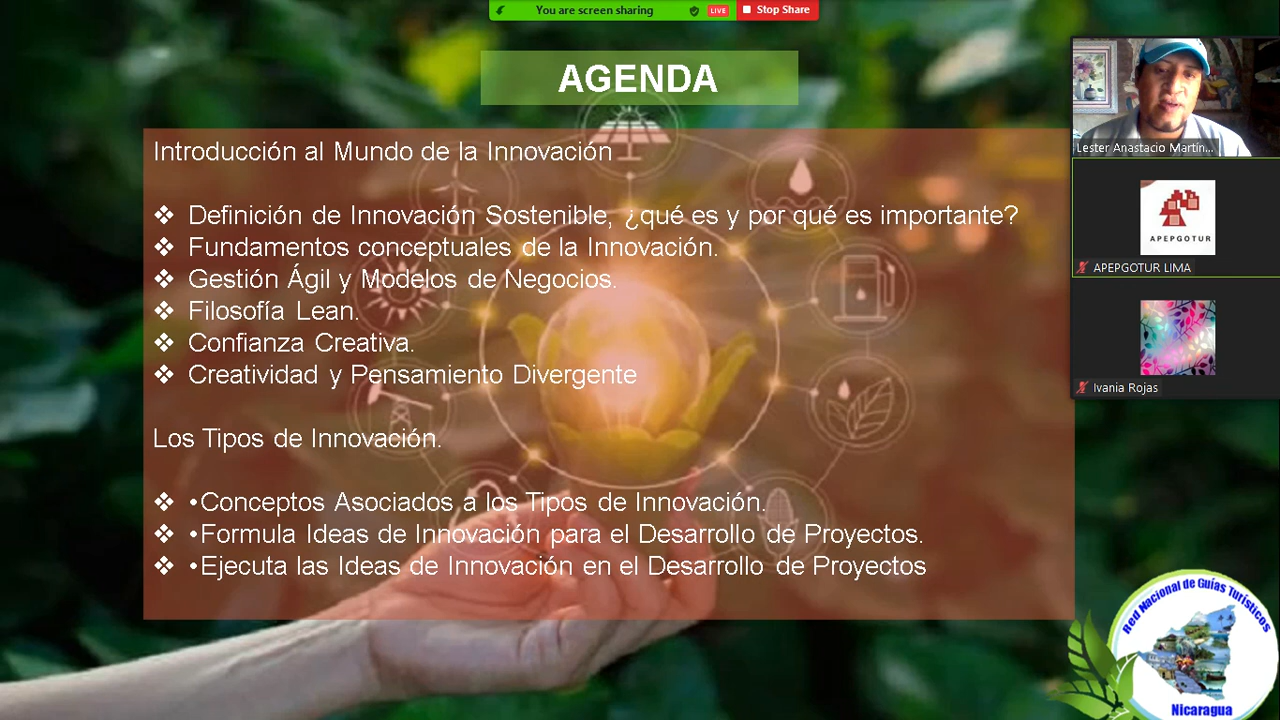 You are screen sharing
LIVE
Stop Share
AGENDA
Introducción al Mundo de la Innovación
❖ Definición de Innovación Sostenible, ¿qué es y por qué es importante?
❖ Fundamentos conceptuales de la Innovación.
❖ Gestión Ágil y Modelos de Negocios.
❖ Filosofía Lean.
❖ Confianza Creativa.
❖ Creatividad y Pensamiento Divergente
Los Tipos de Innovación.
❖ •Conceptos Asociados a los Tipos de Innovación.
❖ •Formula Ideas de Innovación para el Desarrollo de Proyectos.
❖ •Ejecuta las Ideas de Innovación en el Desarrollo de Proyectos
Lester Anastacio Martín...
APEPGOTUR
APEPGOTUR LIMA
Ivania Rojas
Red Nacional de Guías Turísticos
Nicaragua